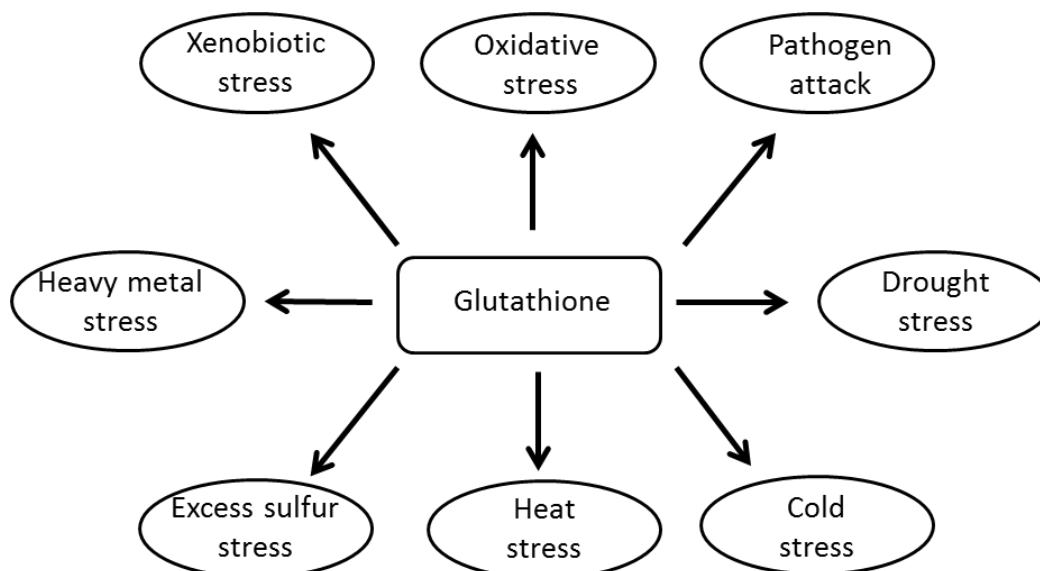 Xenobiotic
stress
Oxidative
stress
Pathogen
attack
Heavy metal
stress
Glutathione
Drought
stress
Excess sulfur
stress
Heat
stress
Cold
stress